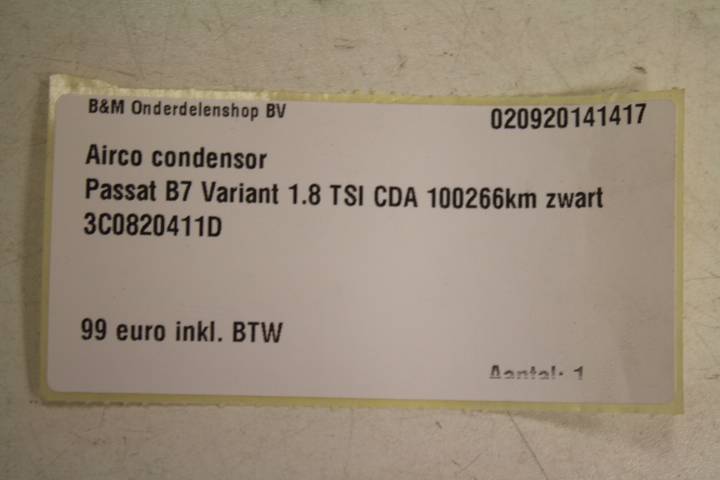 B&M Onderdelenshop BV
020920141417
Airco condensor
Passat B7 Variant 1.8 TSI CDA 100266km zwart
3C0820411D
99 euro inkl. BTW
Aantal: 1